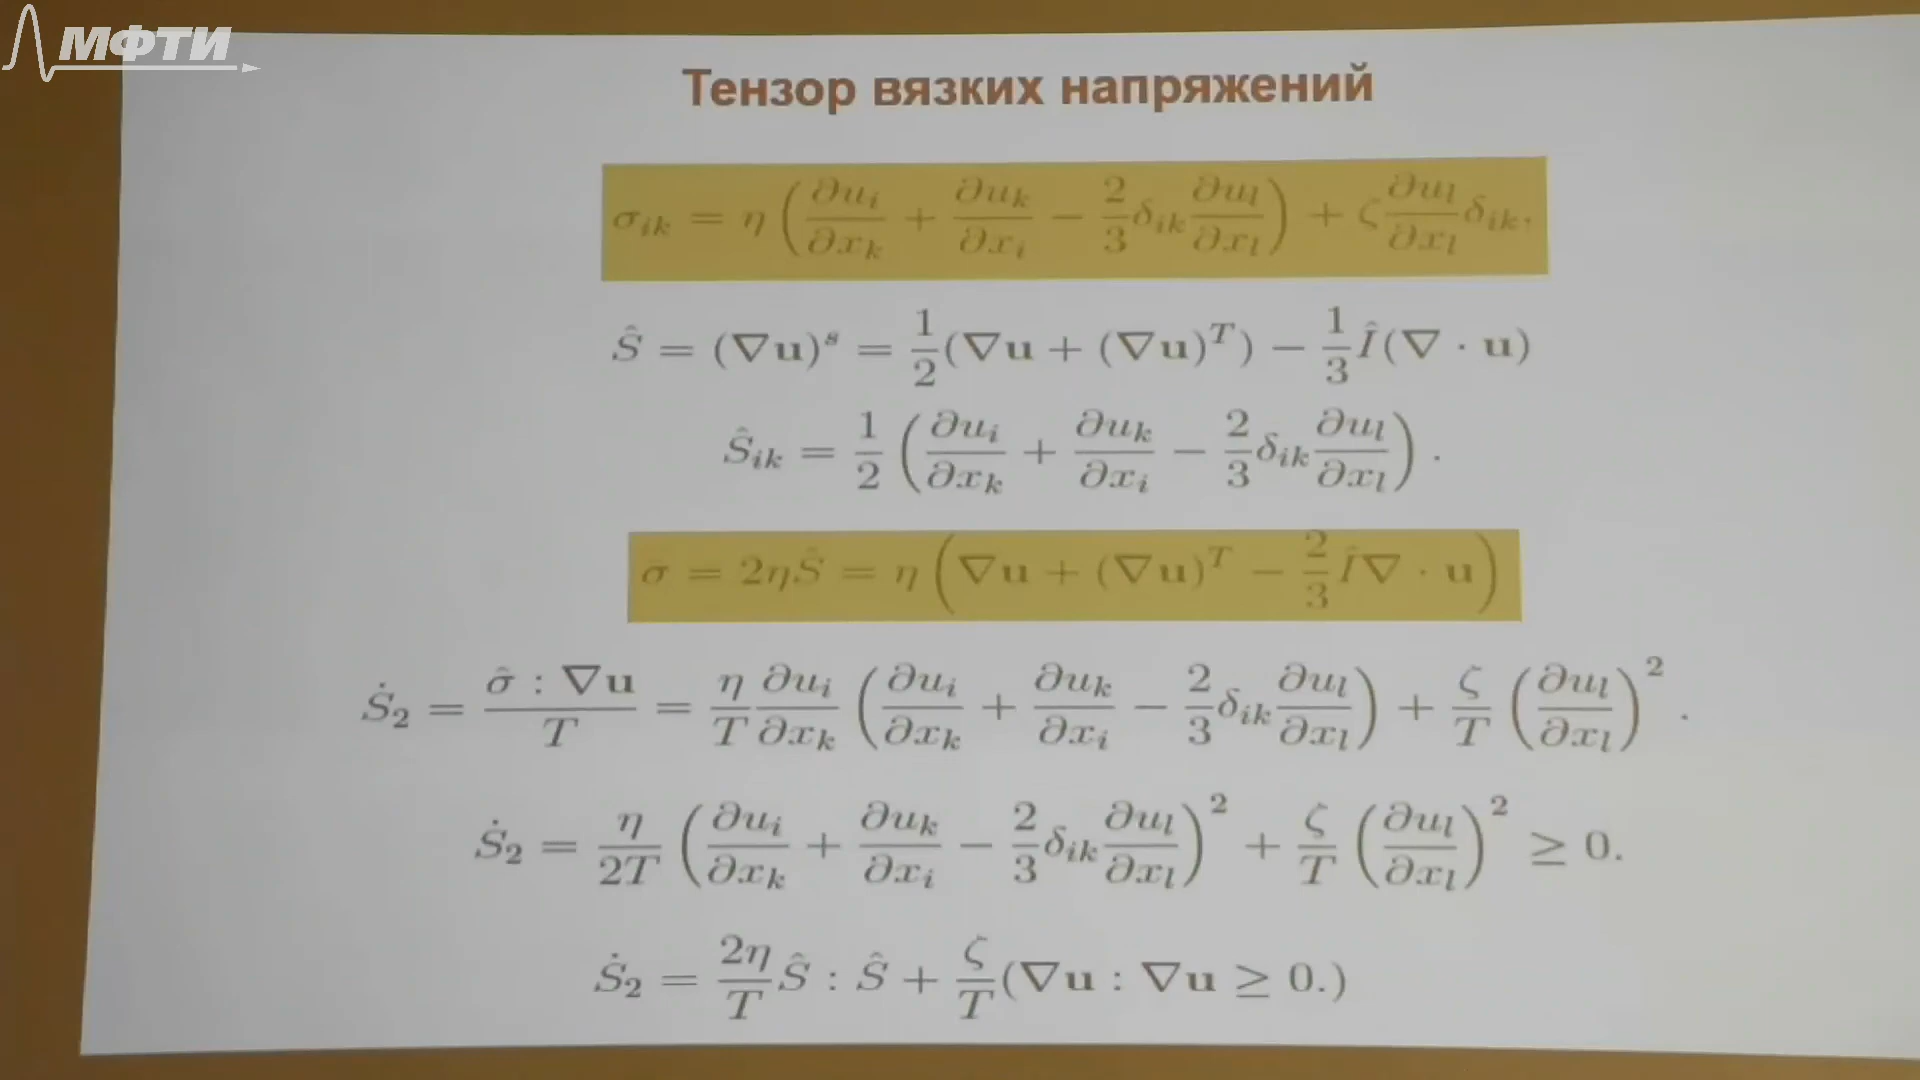 МФТИ
Тензор вязких напряжений
σ_{ik} = η ( ∂u_i/∂x_k + ∂u_k/∂x_i − 2/3 δ_{ik} ∂u_l/∂x_l ) + ζ ∂u_l/∂x_l δ_{ik},
Ŝ = (∇u)^s = 1/2 (∇u + (∇u)^T) − 1/3 Î(∇ · u)
Ŝ_{ik} = 1/2 ( ∂u_i/∂x_k + ∂u_k/∂x_i − 2/3 δ_{ik} ∂u_l/∂x_l ) .
σ̂ = 2ηŜ = η ( ∇u + (∇u)^T − 2/3 Î∇ · u )
Ṡ_2 = σ̂ : ∇u / T = η/T ∂u_i/∂x_k ( ∂u_i/∂x_k + ∂u_k/∂x_i − 2/3 δ_{ik} ∂u_l/∂x_l ) + ζ/T ( ∂u_l/∂x_l )^2 .
Ṡ_2 = η/2T ( ∂u_i/∂x_k + ∂u_k/∂x_i − 2/3 δ_{ik} ∂u_l/∂x_l )^2 + ζ/T ( ∂u_l/∂x_l )^2 ≥ 0.
Ṡ_2 = 2η/T Ŝ : Ŝ + ζ/T (∇u : ∇u ≥ 0.)